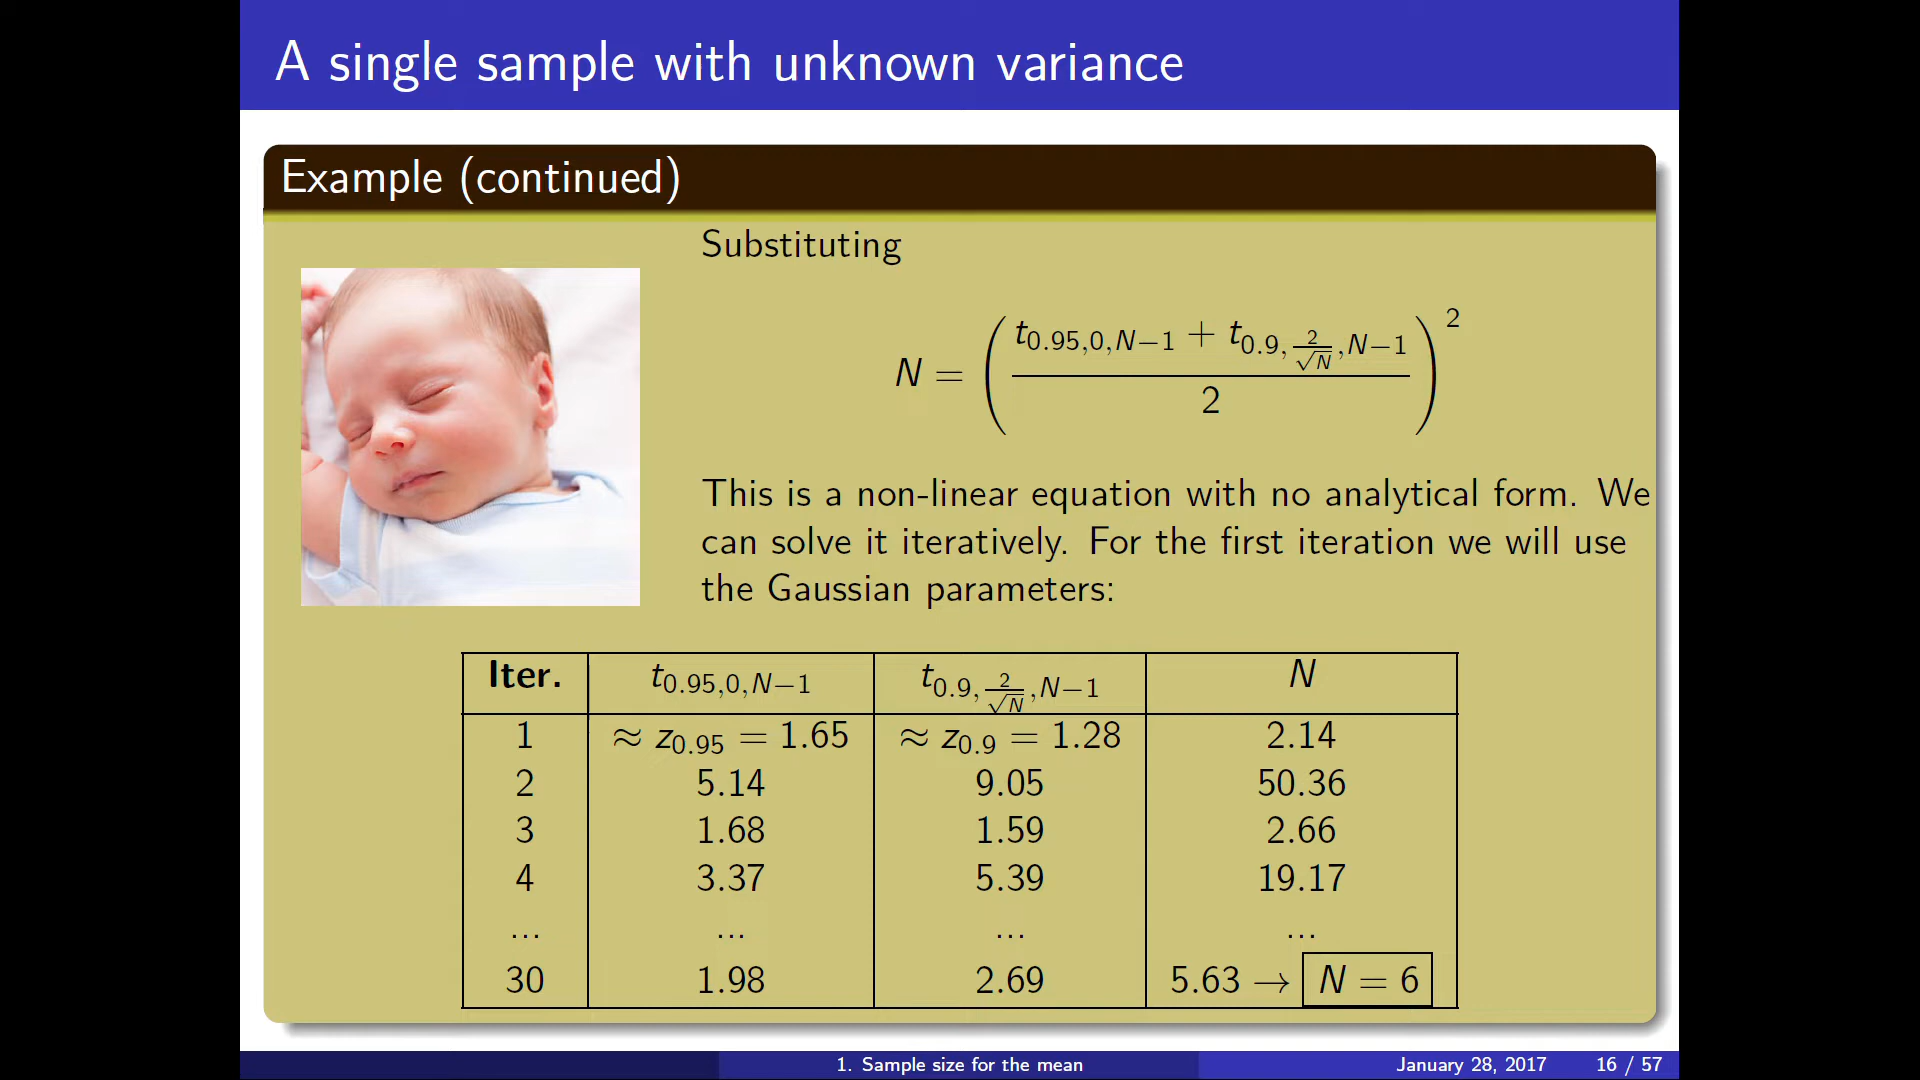 A single sample with unknown variance
Example (continued)
Substituting
N = ( (t_{0.95,0,N−1} + t_{0.9,\frac{2}{√N},N−1}) / 2 )^2
This is a non-linear equation with no analytical form. We
can solve it iteratively. For the first iteration we will use
the Gaussian parameters:
Iter. t_{0.95,0,N−1} t_{0.9,\frac{2}{√N},N−1} N
1 ≈ z_{0.95} = 1.65 ≈ z_{0.9} = 1.28 2.14
2 5.14 9.05 50.36
3 1.68 1.59 2.66
4 3.37 5.39 19.17
... ... ... ...
30 1.98 2.69 5.63 → N = 6
1. Sample size for the mean January 28, 2017 16 / 57